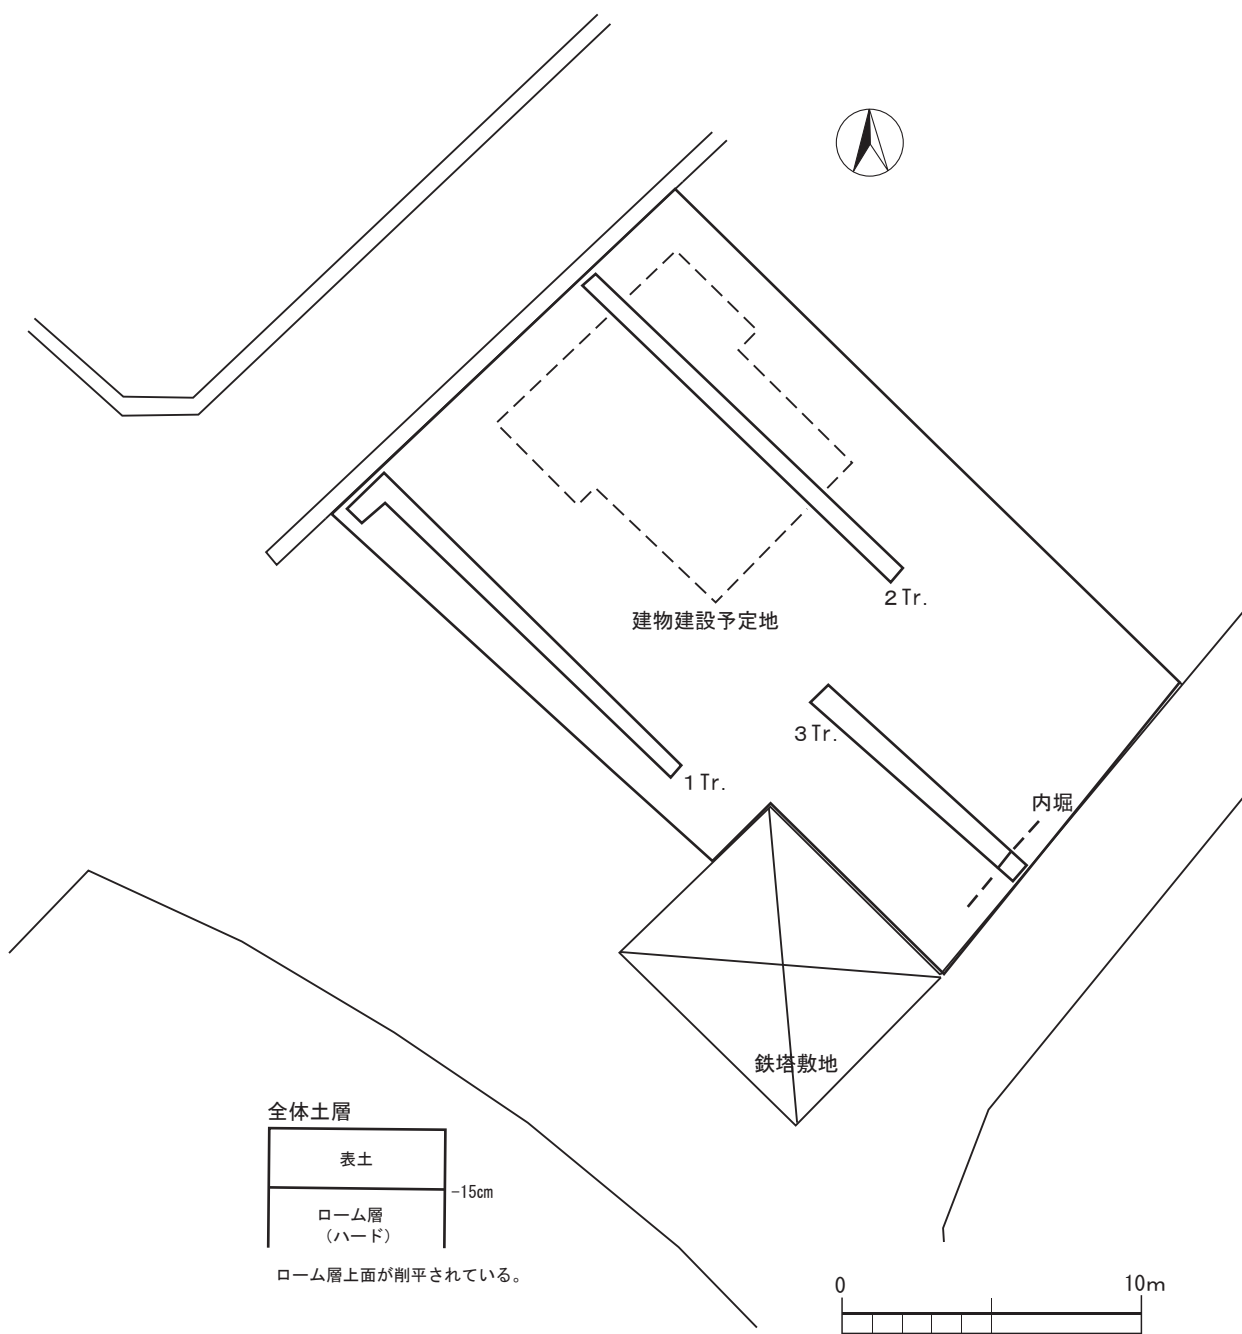 建物建設予定地
2Tr.
3Tr.
1Tr.
内堀
鉄塔敷地
全体土層
表土
-15cm
ローム層
(ハード)
ローム層上面が削平されている。
0
10m